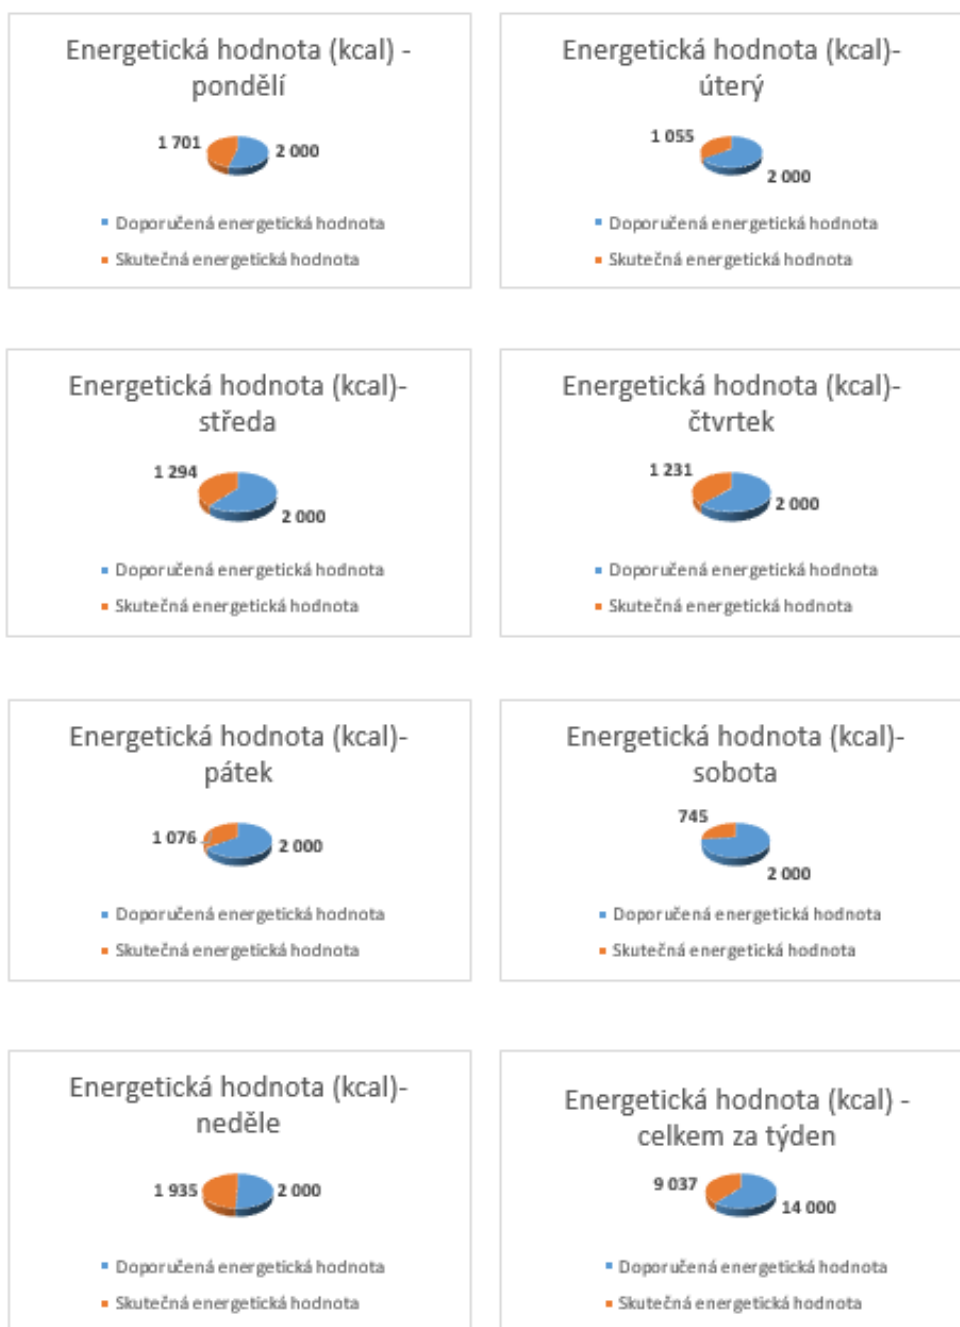 Energetická hodnota (kcal) -
pondělí
1 701
2 000
Doporučená energetická hodnota
Skutečná energetická hodnota
Energetická hodnota (kcal)-
úterý
1 055
2 000
Doporučená energetická hodnota
Skutečná energetická hodnota
Energetická hodnota (kcal)-
středa
1 294
2 000
Doporučená energetická hodnota
Skutečná energetická hodnota
Energetická hodnota (kcal)-
čtvrtek
1 231
2 000
Doporučená energetická hodnota
Skutečná energetická hodnota
Energetická hodnota (kcal)-
pátek
1 076
2 000
Doporučená energetická hodnota
Skutečná energetická hodnota
Energetická hodnota (kcal)-
sobota
745
2 000
Doporučená energetická hodnota
Skutečná energetická hodnota
Energetická hodnota (kcal)-
neděle
1 935
2 000
Doporučená energetická hodnota
Skutečná energetická hodnota
Energetická hodnota (kcal) -
celkem za týden
9 037
14 000
Doporučená energetická hodnota
Skutečná energetická hodnota